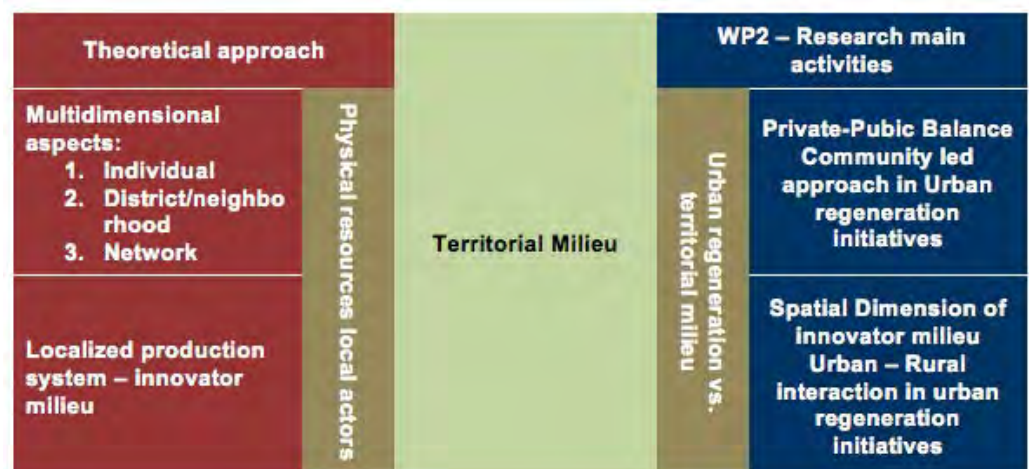 Theoretical approach
Multidimensional
aspects:
1. Individual
2. District/neighbo
rhood
3. Network
Localized production
system – innovator
milieu
Physical resources local actors
Territorial Milieu
Urban regeneration vs.
territorial milieu
WP2 – Research main
activities
Private-Pubic Balance
Community led
approach in Urban
regeneration
initiatives
Spatial Dimension of
innovator milieu
Urban – Rural
interaction in urban
regeneration
initiatives